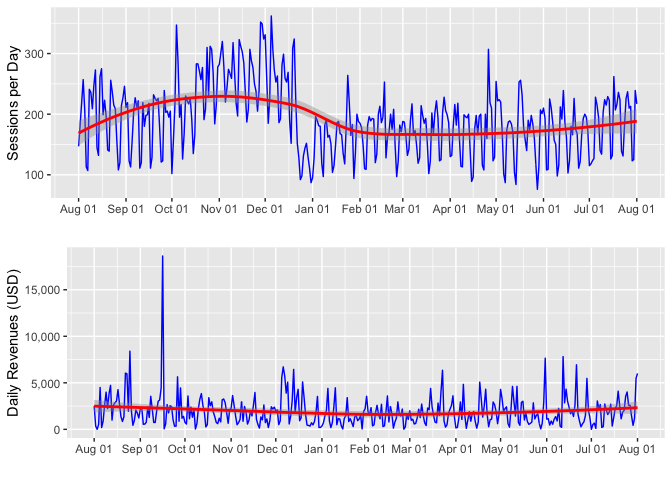 Sessions per Day
300
200
100
Aug 01 Sep 01 Oct 01 Nov 01 Dec 01 Jan 01 Feb 01 Mar 01 Apr 01 May 01 Jun 01 Jul 01 Aug 01
Daily Revenues (USD)
15,000
10,000
5,000
0
Aug 01 Sep 01 Oct 01 Nov 01 Dec 01 Jan 01 Feb 01 Mar 01 Apr 01 May 01 Jun 01 Jul 01 Aug 01